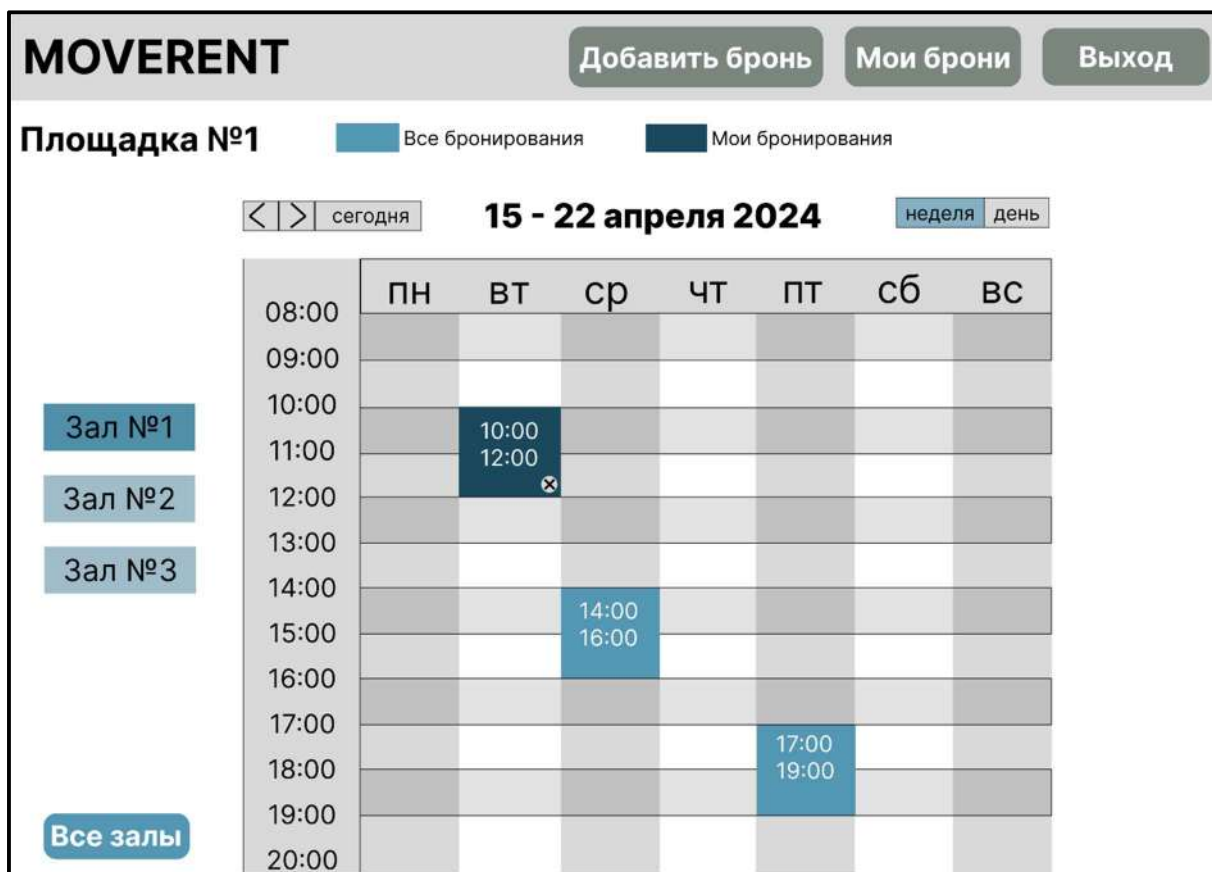 MOVERENT Добавить бронь Мои брони Выход
Площадка №1 Все бронирования Мои бронирования
< > сегодня 15 - 22 апреля 2024 неделя день
пн вт ср чт пт сб вс
08:00
09:00
10:00
Зал №1
10:00
11:00
12:00
Зал №2
12:00
13:00
Зал №3
14:00
14:00
15:00
16:00
16:00
17:00
17:00
18:00
19:00
19:00
Все залы
20:00